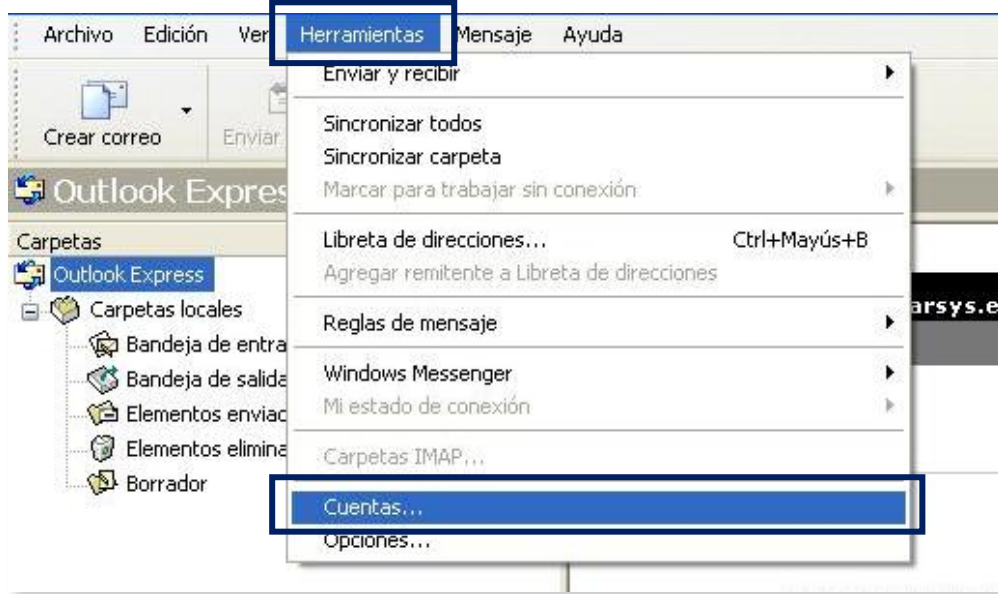 Archivo Edición Ver Herramientas Mensaje Ayuda
Crear correo Enviar
Outlook Expres
Carpetas
Outlook Express
Carpetas locales
Bandeja de entra
Bandeja de salida
Elementos enviac
Elementos elimina
Borrador
Enviar y recibir
Sincronizar todos
Sincronizar carpeta
Marcar para trabajar sin conexión
Libreta de direcciones... Ctrl+Mayús+B
Agregar remitente a Libreta de direcciones
Reglas de mensaje
Windows Messenger
Mi estado de conexión
Carpetas IMAP...
Cuentas...
Opciones...
arsys.e